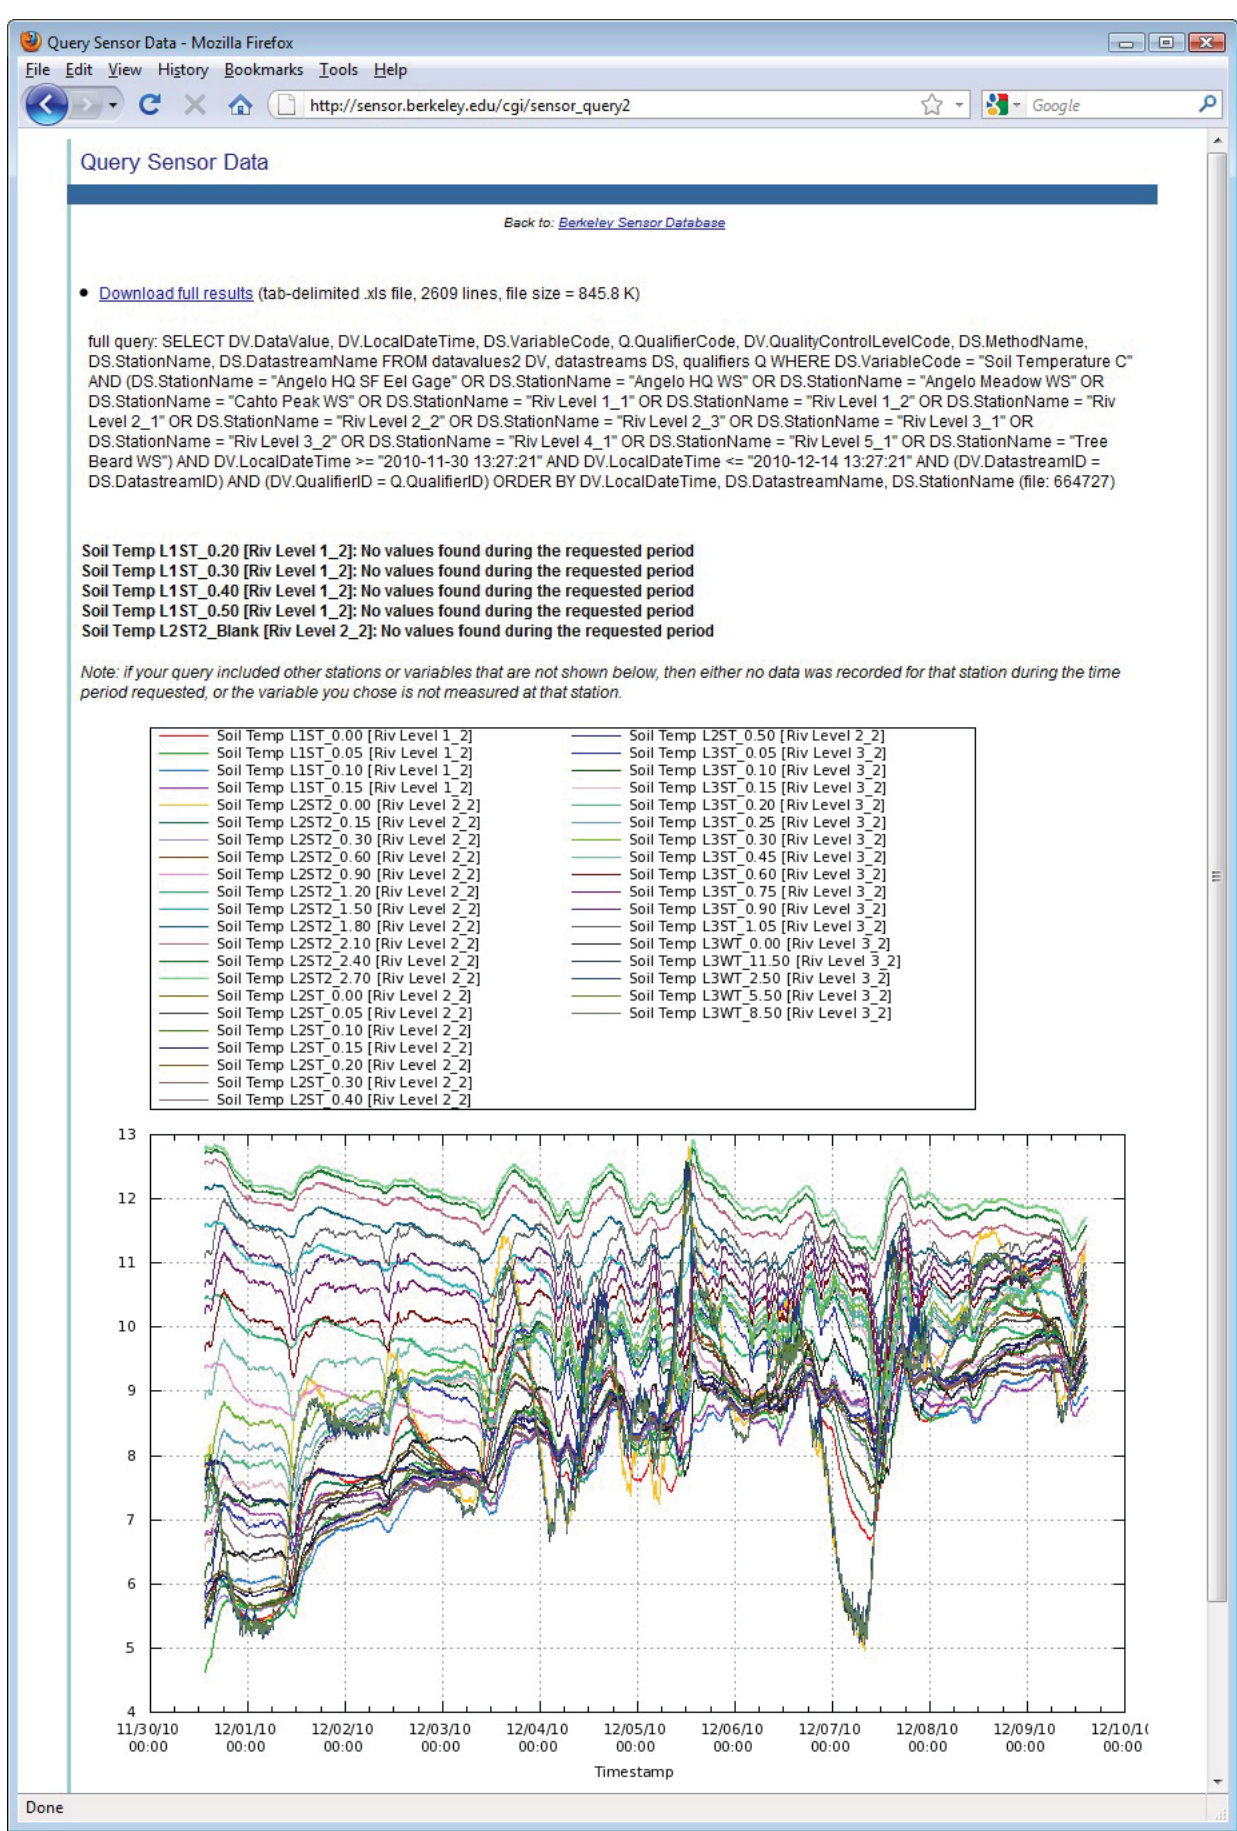 Query Sensor Data - Mozilla Firefox
File Edit View History Bookmarks Tools Help
http://sensor.berkeley.edu/cgi/sensor_query2
Google
Query Sensor Data
Back to: Berkeley Sensor Database
• Download full results (tab-delimited .xls file, 2609 lines, file size = 845.8 K)
full query: SELECT DV.DataValue, DV.LocalDateTime, DS.VariableCode, Q.QualifierCode, DV.QualityControlLevelCode, DS.MethodName,
DS.StationName, DS.DatastreamName FROM datavalues2 DV, datastreams DS, qualifiers Q WHERE DS.VariableCode = "Soil Temperature C"
AND (DS.StationName = "Angelo HQ SF Eel Gage" OR DS.StationName = "Angelo HQ WS" OR DS.StationName = "Angelo Meadow WS" OR
DS.StationName = "Cahto Peak WS" OR DS.StationName = "Riv Level 1_1" OR DS.StationName = "Riv Level 1_2" OR DS.StationName = "Riv
Level 2_1" OR DS.StationName = "Riv Level 2_2" OR DS.StationName = "Riv Level 2_3" OR DS.StationName = "Riv Level 3_1" OR
DS.StationName = "Riv Level 3_2" OR DS.StationName = "Riv Level 4_1" OR DS.StationName = "Riv Level 5_1" OR DS.StationName = "Tree
Beard WS") AND DV.LocalDateTime >= "2010-11-30 13:27:21" AND DV.LocalDateTime <= "2010-12-14 13:27:21" AND (DV.DatastreamID =
DS.DatastreamID) AND (DV.QualifierID = Q.QualifierID) ORDER BY DV.LocalDateTime, DS.DatastreamName, DS.StationName (file: 664727)
Soil Temp L1ST_0.20 [Riv Level 1_2]: No values found during the requested period
Soil Temp L1ST_0.30 [Riv Level 1_2]: No values found during the requested period
Soil Temp L1ST_0.40 [Riv Level 1_2]: No values found during the requested period
Soil Temp L1ST_0.50 [Riv Level 1_2]: No values found during the requested period
Soil Temp L2ST2_Blank [Riv Level 2_2]: No values found during the requested period
Note: if your query included other stations or variables that are not shown below, then either no data was recorded for that station during the time
period requested, or the variable you chose is not measured at that station.
Soil Temp L1ST_0.00 [Riv Level 1_2]
Soil Temp L1ST_0.05 [Riv Level 1_2]
Soil Temp L1ST_0.10 [Riv Level 1_2]
Soil Temp L1ST_0.15 [Riv Level 1_2]
Soil Temp L2ST2_0.00 [Riv Level 2_2]
Soil Temp L2ST2_0.15 [Riv Level 2_2]
Soil Temp L2ST2_0.30 [Riv Level 2_2]
Soil Temp L2ST2_0.60 [Riv Level 2_2]
Soil Temp L2ST2_0.90 [Riv Level 2_2]
Soil Temp L2ST2_1.20 [Riv Level 2_2]
Soil Temp L2ST2_1.50 [Riv Level 2_2]
Soil Temp L2ST2_1.80 [Riv Level 2_2]
Soil Temp L2ST2_2.10 [Riv Level 2_2]
Soil Temp L2ST2_2.40 [Riv Level 2_2]
Soil Temp L2ST2_2.70 [Riv Level 2_2]
Soil Temp L2ST_0.00 [Riv Level 2_2]
Soil Temp L2ST_0.05 [Riv Level 2_2]
Soil Temp L2ST_0.10 [Riv Level 2_2]
Soil Temp L2ST_0.15 [Riv Level 2_2]
Soil Temp L2ST_0.20 [Riv Level 2_2]
Soil Temp L2ST_0.30 [Riv Level 2_2]
Soil Temp L2ST_0.40 [Riv Level 2_2]
Soil Temp L2ST_0.50 [Riv Level 2_2]
Soil Temp L3ST_0.05 [Riv Level 3_2]
Soil Temp L3ST_0.10 [Riv Level 3_2]
Soil Temp L3ST_0.15 [Riv Level 3_2]
Soil Temp L3ST_0.20 [Riv Level 3_2]
Soil Temp L3ST_0.25 [Riv Level 3_2]
Soil Temp L3ST_0.30 [Riv Level 3_2]
Soil Temp L3ST_0.45 [Riv Level 3_2]
Soil Temp L3ST_0.60 [Riv Level 3_2]
Soil Temp L3ST_0.75 [Riv Level 3_2]
Soil Temp L3ST_0.90 [Riv Level 3_2]
Soil Temp L3ST_1.05 [Riv Level 3_2]
Soil Temp L3WT_0.00 [Riv Level 3_2]
Soil Temp L3WT_11.50 [Riv Level 3_2]
Soil Temp L3WT_2.50 [Riv Level 3_2]
Soil Temp L3WT_5.50 [Riv Level 3_2]
Soil Temp L3WT_8.50 [Riv Level 3_2]
13
12
11
10
9
8
7
6
5
4
11/30/10 12/01/10 12/02/10 12/03/10 12/04/10 12/05/10 12/06/10 12/07/10 12/08/10 12/09/10 12/10/1(
00:00 00:00 00:00 00:00 00:00 00:00 00:00 00:00 00:00 00:00 00:00
Timestamp
Done